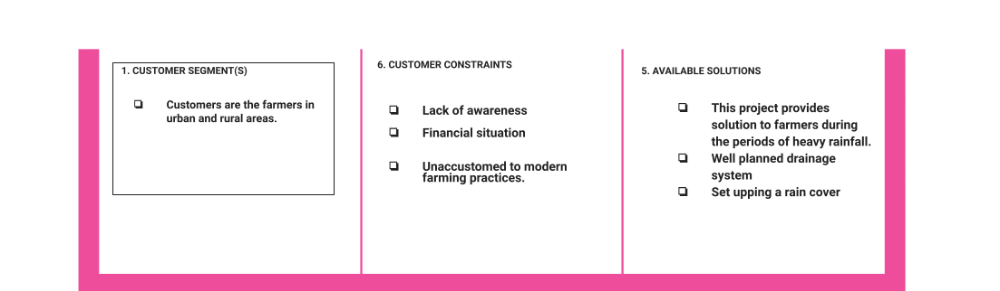 1. CUSTOMER SEGMENT(S)
❏ Customers are the farmers in
urban and rural areas.
6. CUSTOMER CONSTRAINTS
❏ Lack of awareness
❏ Financial situation
❏ Unaccustomed to modern
farming practices.
5. AVAILABLE SOLUTIONS
❏ This project provides
solution to farmers during
the periods of heavy rainfall.
❏ Well planned drainage
system
❏ Set upping a rain cover